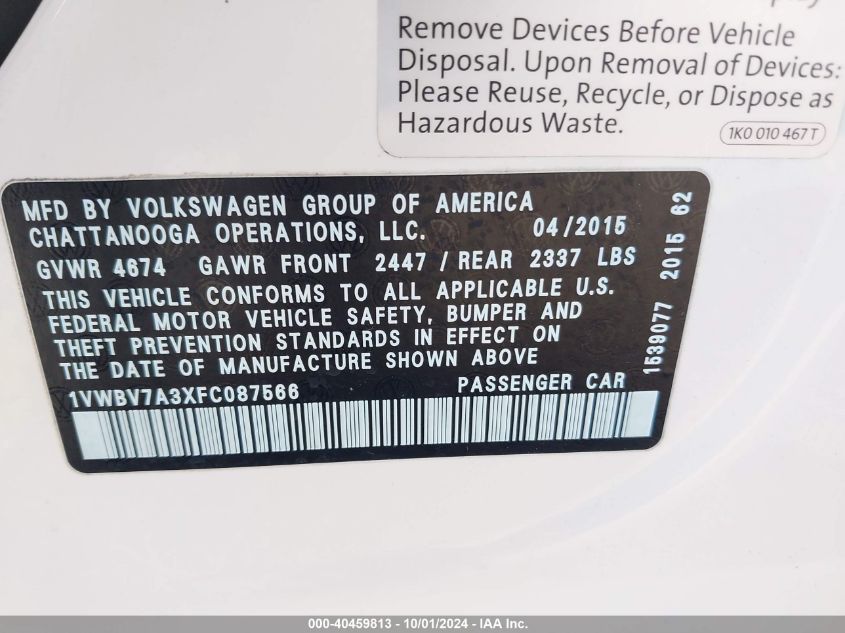 Remove Devices Before Vehicle
Disposal. Upon Removal of Devices:
Please Reuse, Recycle, or Dispose as
Hazardous Waste.
1K0 010 467 T
MFD BY VOLKSWAGEN GROUP OF AMERICA
CHATTANOOGA OPERATIONS, LLC. 04/2015
GVWR 4674 GAWR FRONT 2447 / REAR 2337 LBS
THIS VEHICLE CONFORMS TO ALL APPLICABLE U.S.
FEDERAL MOTOR VEHICLE SAFETY, BUMPER AND
THEFT PREVENTION STANDARDS IN EFFECT ON
THE DATE OF MANUFACTURE SHOWN ABOVE
1VWBV7A3XFC087566 PASSENGER CAR
1539077 2015 62
000-40459813 - 10/01/2024 - IAA Inc.